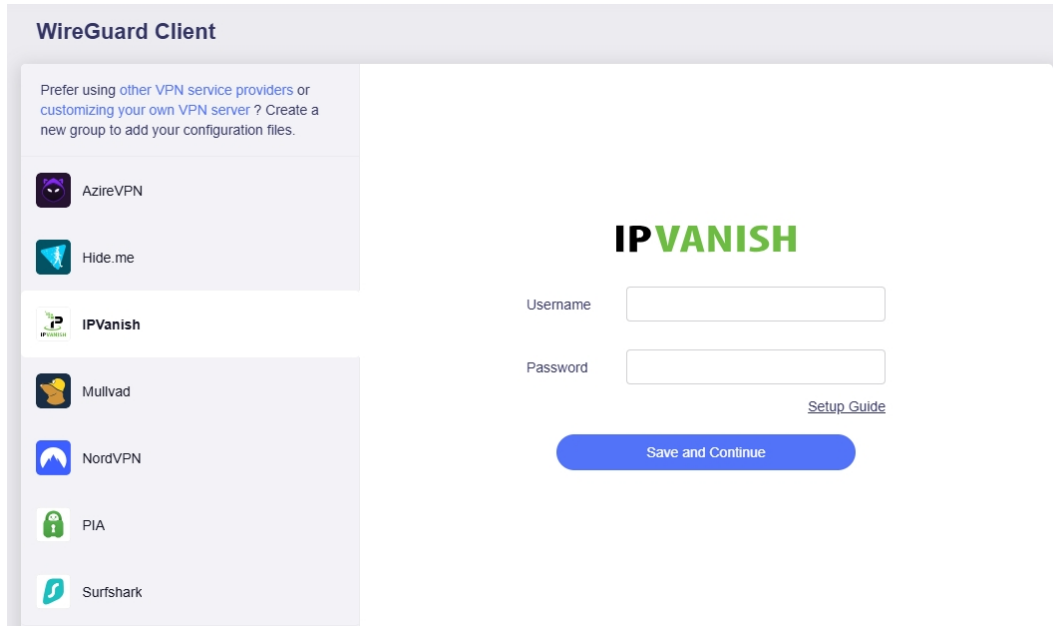 WireGuard Client
Prefer using other VPN service providers or
customizing your own VPN server ? Create a
new group to add your configuration files.
AzireVPN
Hide.me
IPVanish
Mullvad
NordVPN
PIA
Surfshark
IPVANISH
Username
Password
Setup Guide
Save and Continue